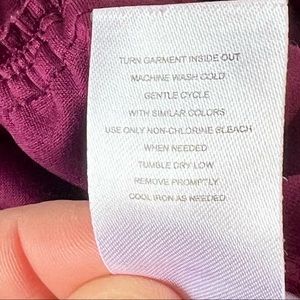 TURN GARMENT INSIDE OUT
MACHINE WASH COLD
GENTLE CYCLE
WITH SIMILAR COLORS
USE ONLY NON-CHLORINE BLEACH
WHEN NEEDED
TUMBLE DRY LOW
REMOVE PROMPTLY
COOL IRON AS NEEDED